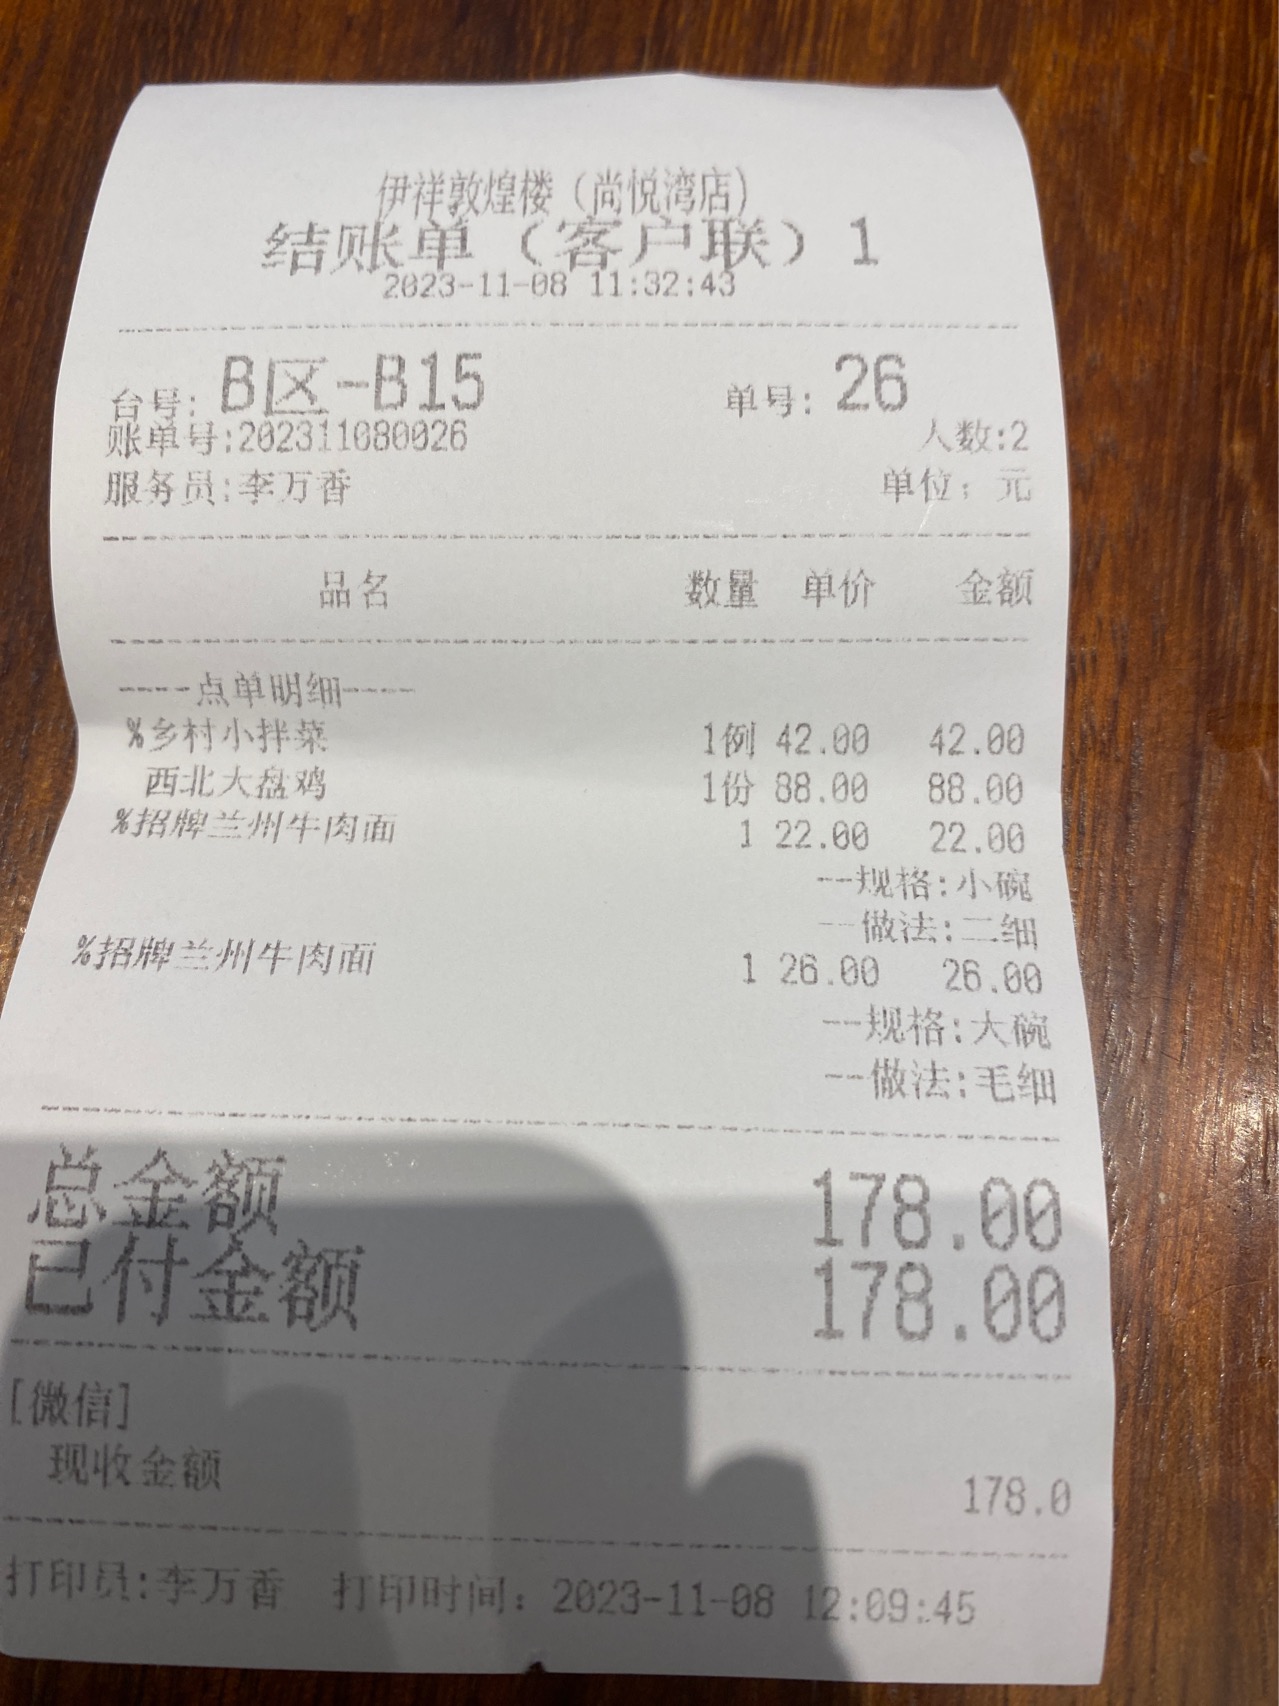 伊祥敦煌楼（尚悦湾店）
结账单（客户联）1
2023-11-08 11:32:43
台号: B区-B15 单号: 26
账单号:202311080026 人数:2
服务员:李万香 单位：元
品名 数量 单价 金额
----点单明细----
%乡村小拌菜 1例 42.00 42.00
西北大盘鸡 1份 88.00 88.00
%招牌兰州牛肉面 1 22.00 22.00
--规格:小碗
--做法:二细
%招牌兰州牛肉面 1 26.00 26.00
--规格:大碗
--做法:毛细
总金额 178.00
已付金额 178.00
[微信]
现收金额 178.0
打印员:李万香 打印时间：2023-11-08 12:09:45